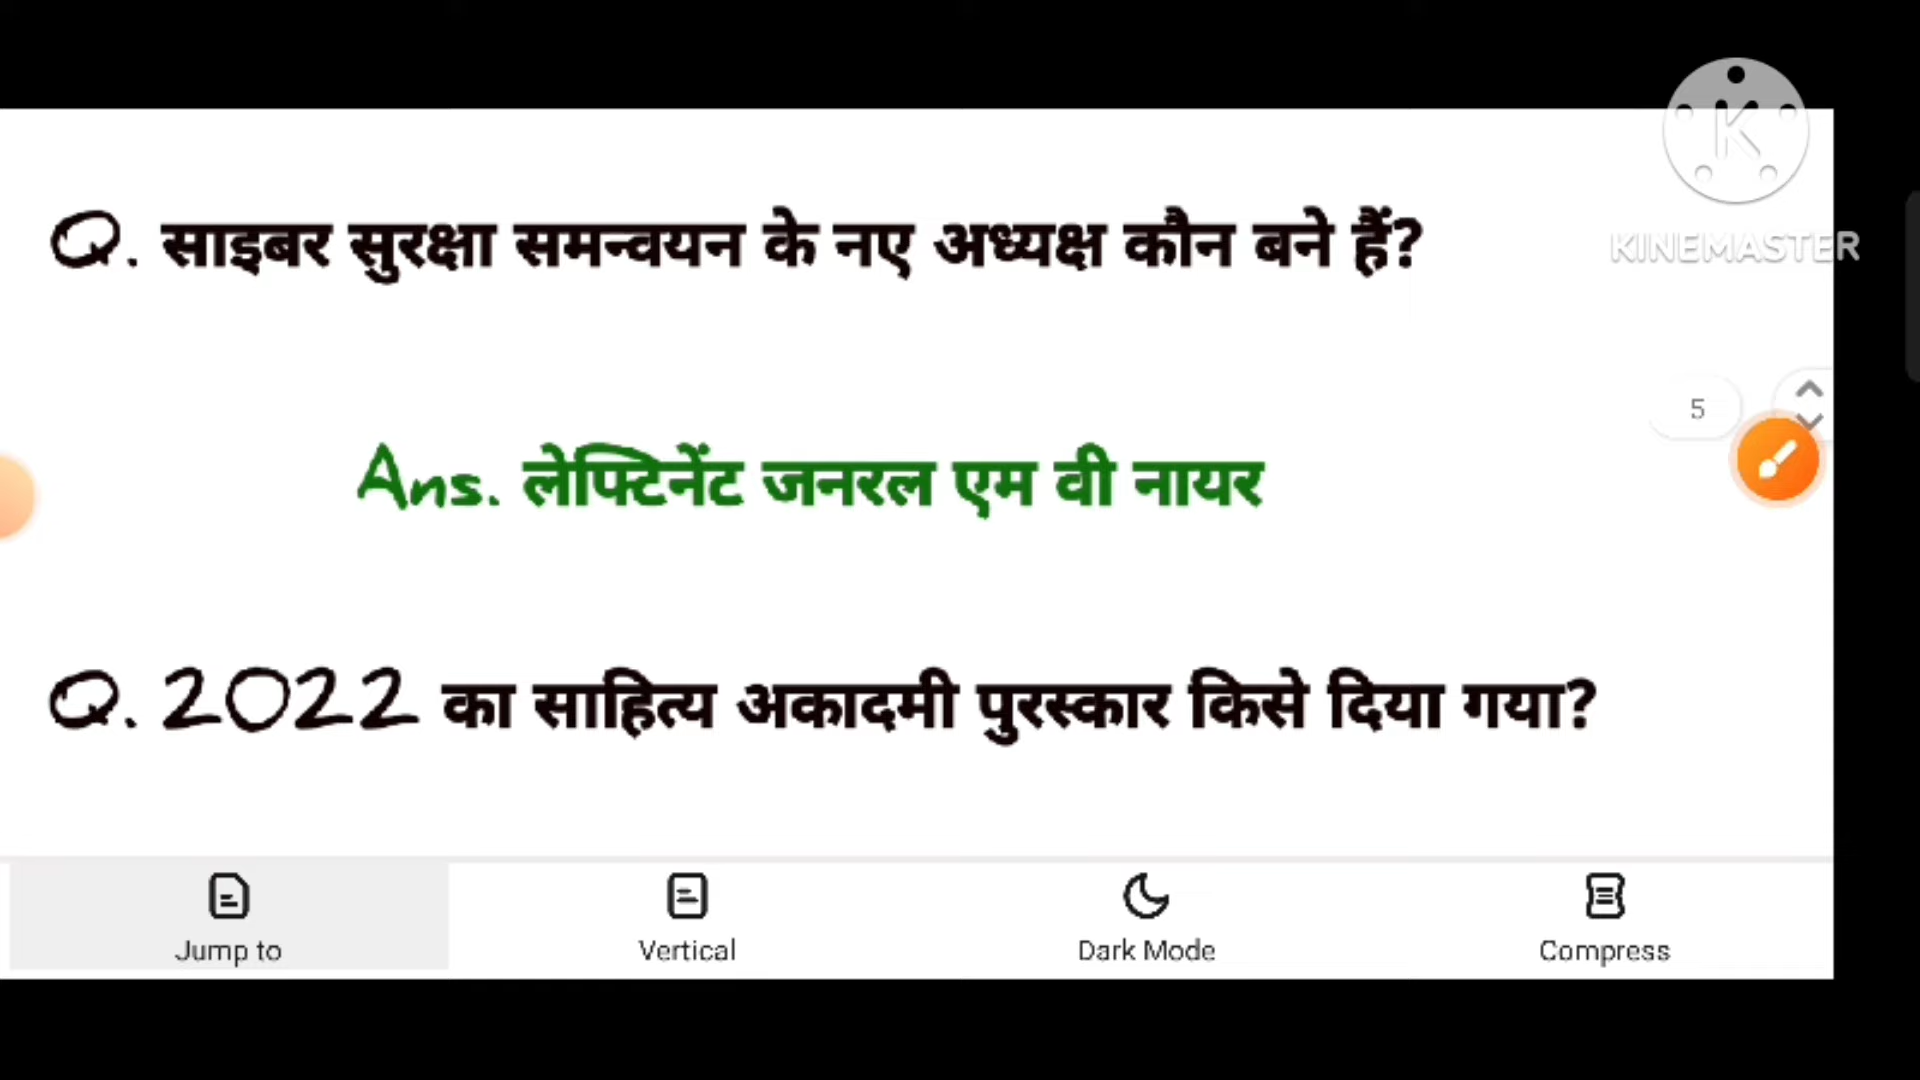 KINEMASTER
Q. साइबर सुरक्षा समन्वयन के नए अध्यक्ष कौन बने हैं?
5
Ans. लेफ्टिनेंट जनरल एम वी नायर
Q. 2022 का साहित्य अकादमी पुरस्कार किसे दिया गया?
Jump to
Vertical
Dark Mode
Compress